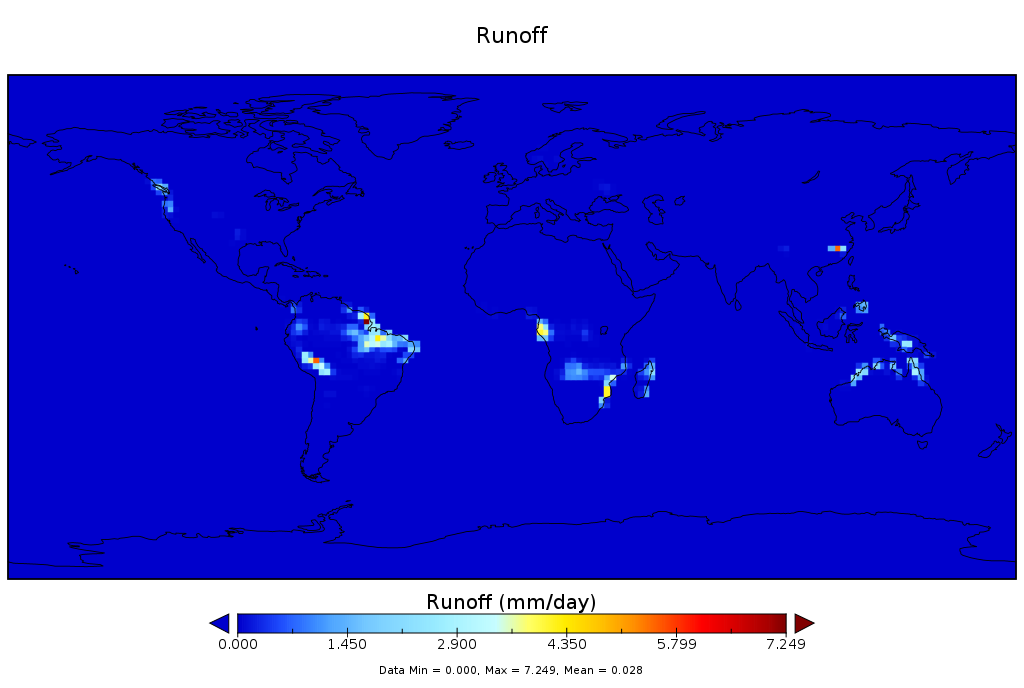 Runoff
Runoff (mm/day)
0.000 1.450 2.900 4.350 5.799 7.249
Data Min = 0.000, Max = 7.249, Mean = 0.028